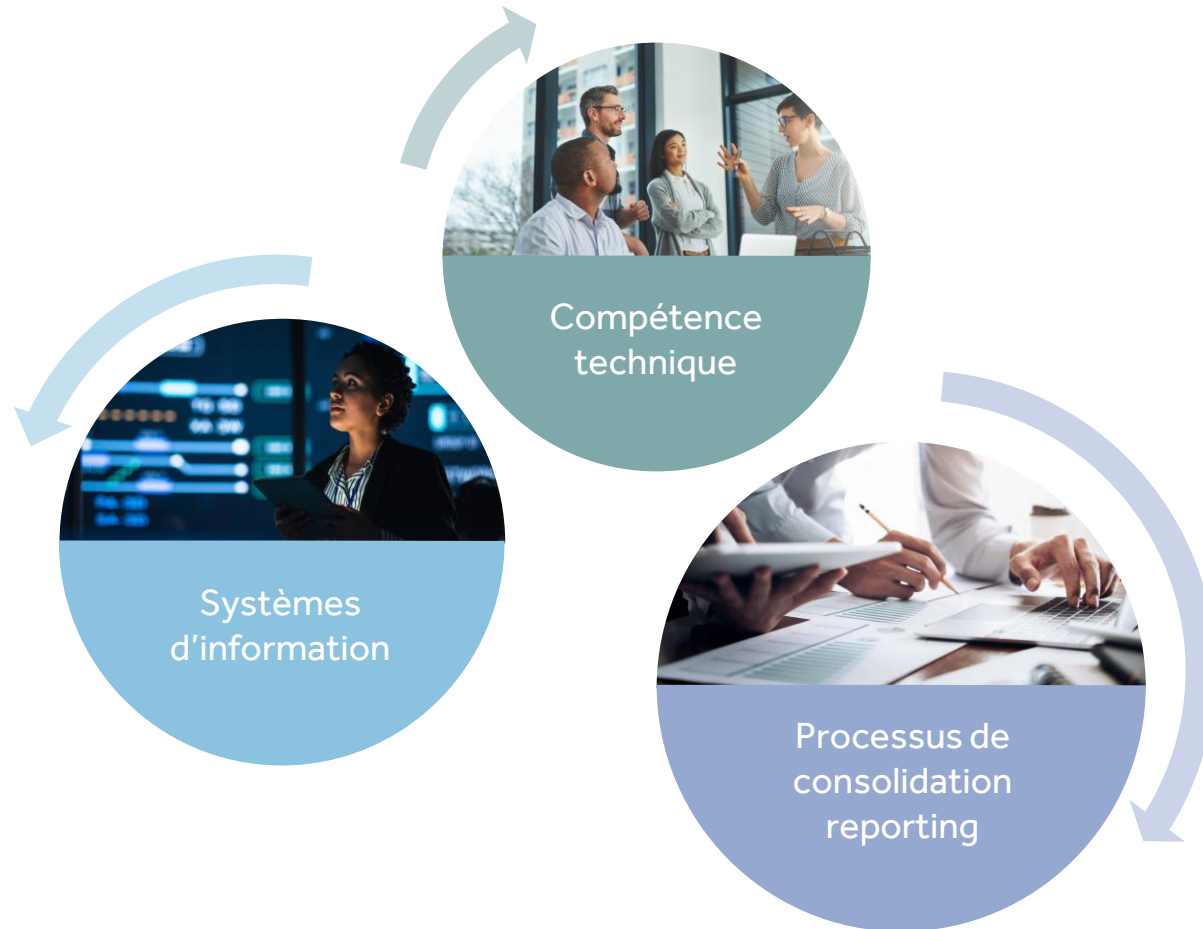 Compétence
technique
Systèmes
d'information
Processus de
consolidation
reporting